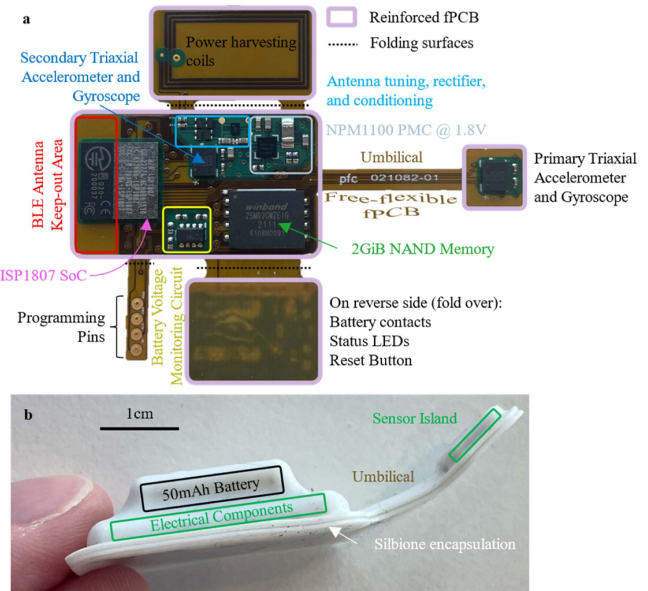 a
Reinforced fPCB
Folding surfaces
Power harvesting
coils
Secondary Triaxial
Accelerometer and
Gyroscope
Antenna tuning, rectifier,
and conditioning
NPM1100 PMC @ 1.8V
BLE Antenna
Keep-out Area
Umbilical
pfc 021082-01
Free-flexible
fPCB
Primary Triaxial
Accelerometer
and Gyroscope
winbond
2111
2GiB NAND Memory
ISP1807 SoC
Programming
Pins
Battery Voltage
Monitoring Circuit
On reverse side (fold over):
Battery contacts
Status LEDs
Reset Button
b
1cm
Sensor Island
50mAh Battery
Umbilical
Electrical Components
Silbione encapsulation